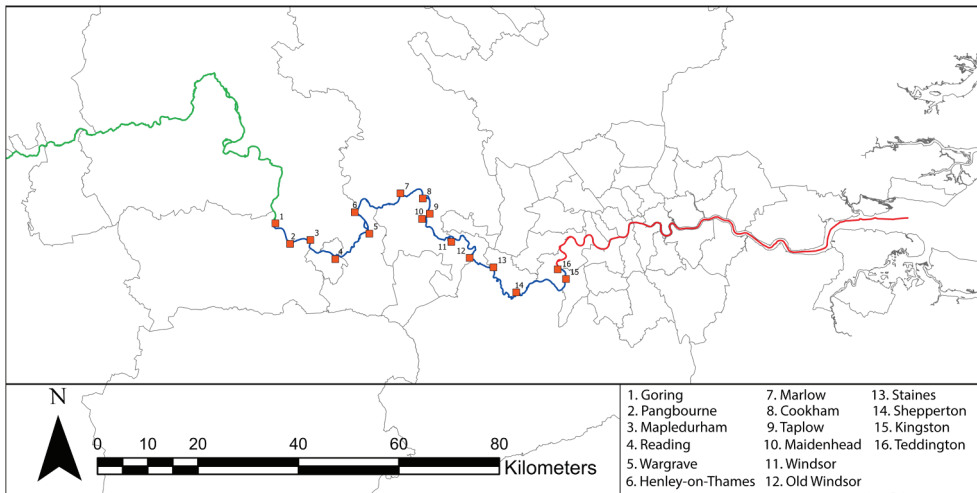 1
2
3
4
5
6
7
8
9
10
11
12
13
14
15
16
N
0 10 20 40 60 80
Kilometers
1. Goring
2. Pangbourne
3. Mapledurham
4. Reading
5. Wargrave
6. Henley-on-Thames
7. Marlow
8. Cookham
9. Taplow
10. Maidenhead
11. Windsor
12. Old Windsor
13. Staines
14. Shepperton
15. Kingston
16. Teddington